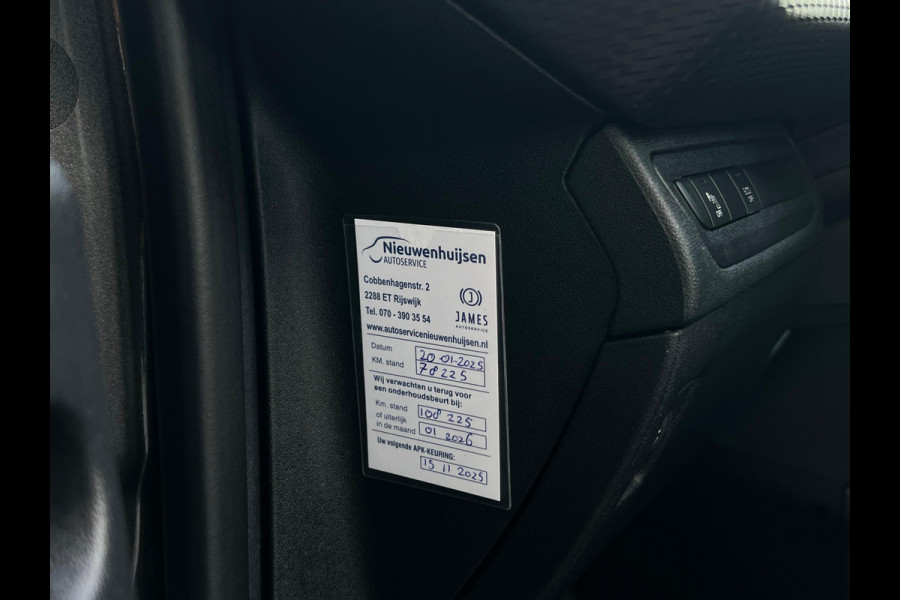 Nieuwenhuijsen
AUTOSERVICE
Cobbenhagenstr. 2
2288 ET Rijswijk
Tel. 070 - 390 35 54
JAMES
AUTOSERVICE
www.autoservicenieuwenhuijsen.nl
Datum 20-01-2025
KM. stand 78225
Wij verwachten u terug voor
een onderhoudsbeurt bij:
Km. stand 108 225
of uiterlijk
in de maand 01 2026
Uw volgende APK-KEURING:
15 11 2025